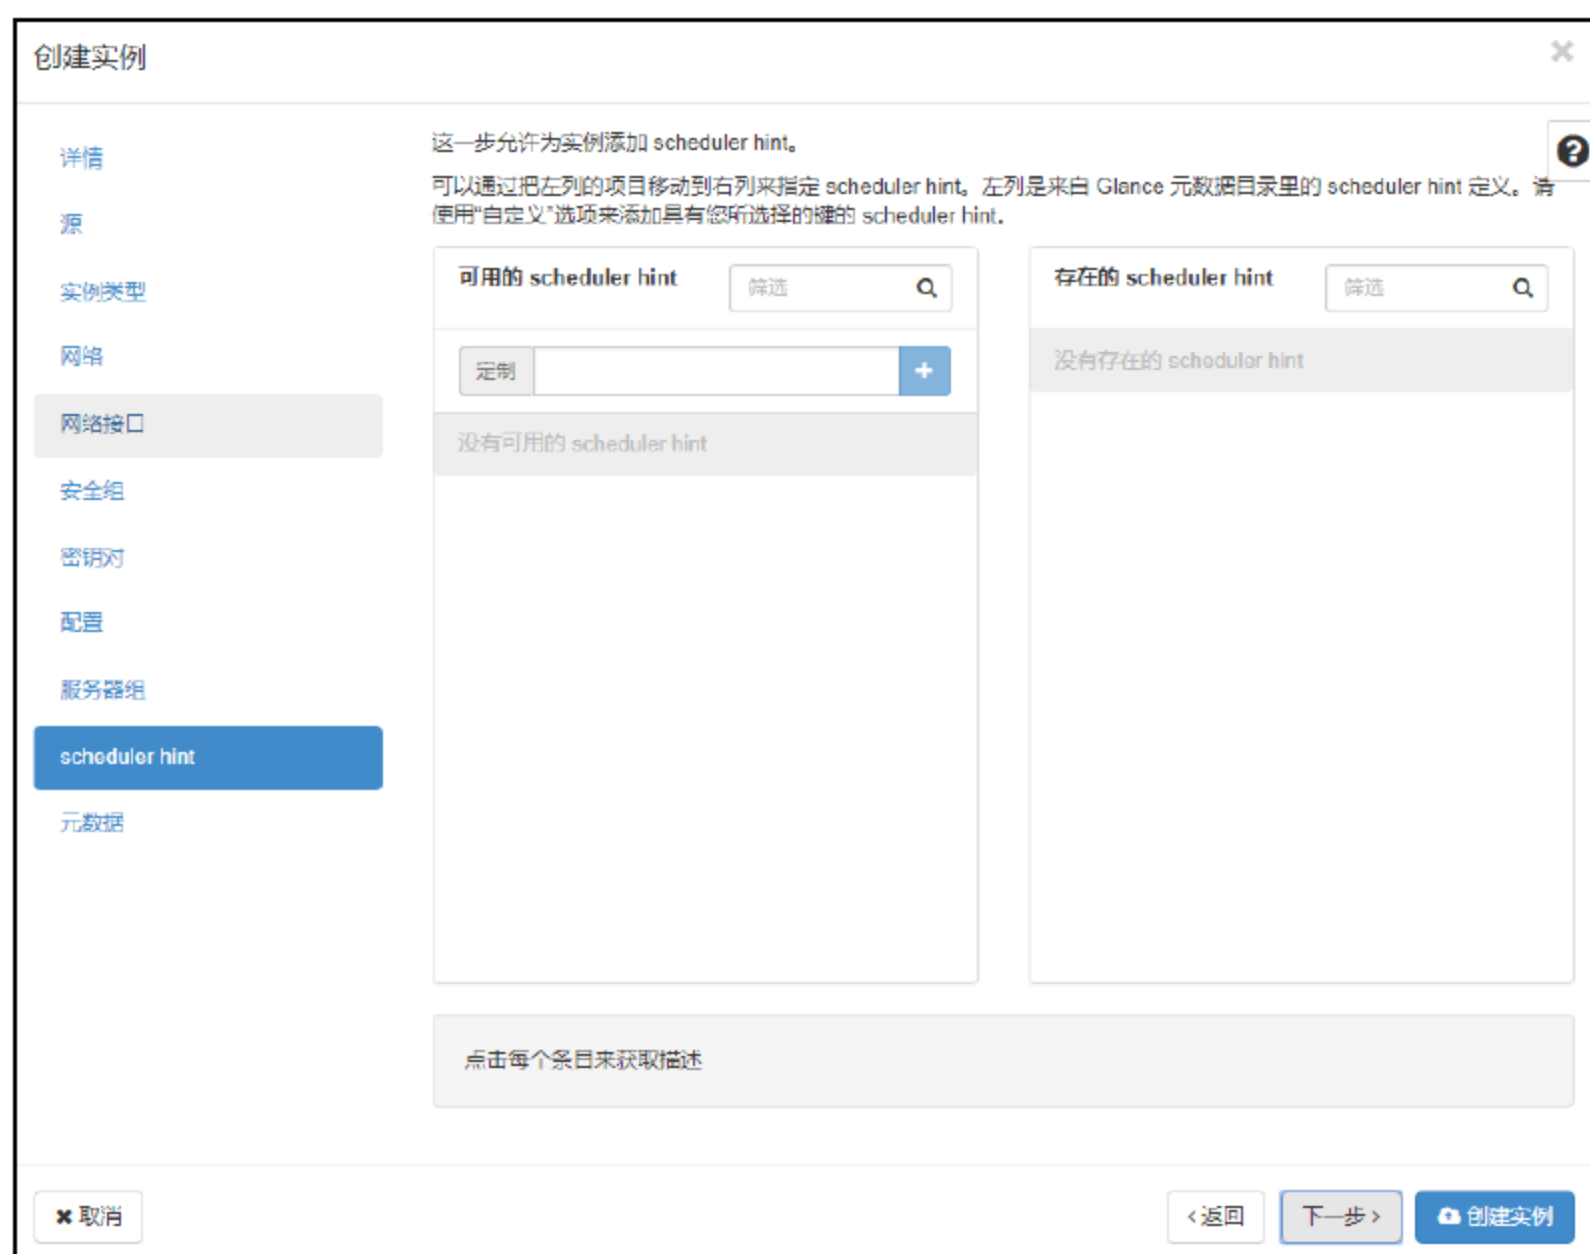 创建实例
详情
源
实例类型
网络
网络接口
安全组
密钥对
配置
服务器组
scheduler hint
元数据
这一步允许为实例添加 scheduler hint。
可以通过把左列的项目移动到右列来指定 scheduler hint。左列是来自 Glance 元数据目录里的 scheduler hint 定义。请
使用“自定义”选项来添加具有您所选择的键的 scheduler hint.
可用的 scheduler hint
筛选
定制
没有可用的 scheduler hint
存在的 scheduler hint
筛选
没有存在的 scheduler hint
点击每个条目来获取描述
取消
返回
下一步
创建实例